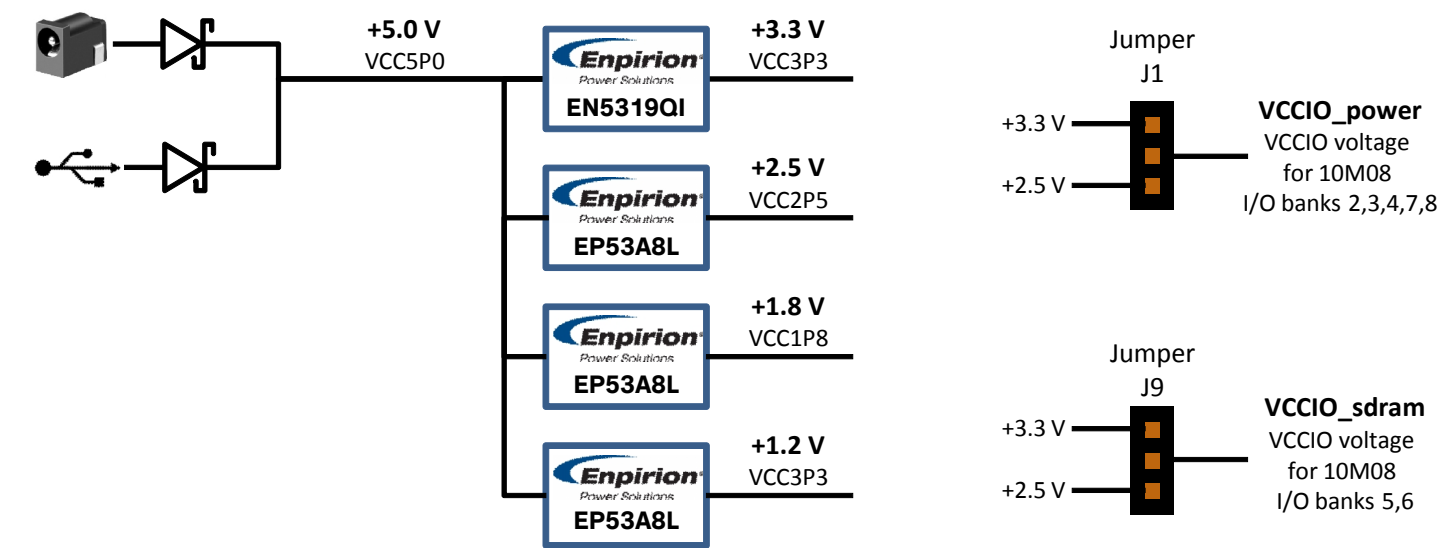 +5.0 V
VCC5P0
Enpirion®
Power Solutions
EN5319QI
+3.3 V
VCC3P3
Enpirion®
Power Solutions
EP53A8L
+2.5 V
VCC2P5
Enpirion®
Power Solutions
EP53A8L
+1.8 V
VCC1P8
Enpirion®
Power Solutions
EP53A8L
+1.2 V
VCC3P3
Jumper
J1
+3.3 V
+2.5 V
VCCIO_power
VCCIO voltage
for 10M08
I/O banks 2,3,4,7,8
Jumper
J9
+3.3 V
+2.5 V
VCCIO_sdram
VCCIO voltage
for 10M08
I/O banks 5,6